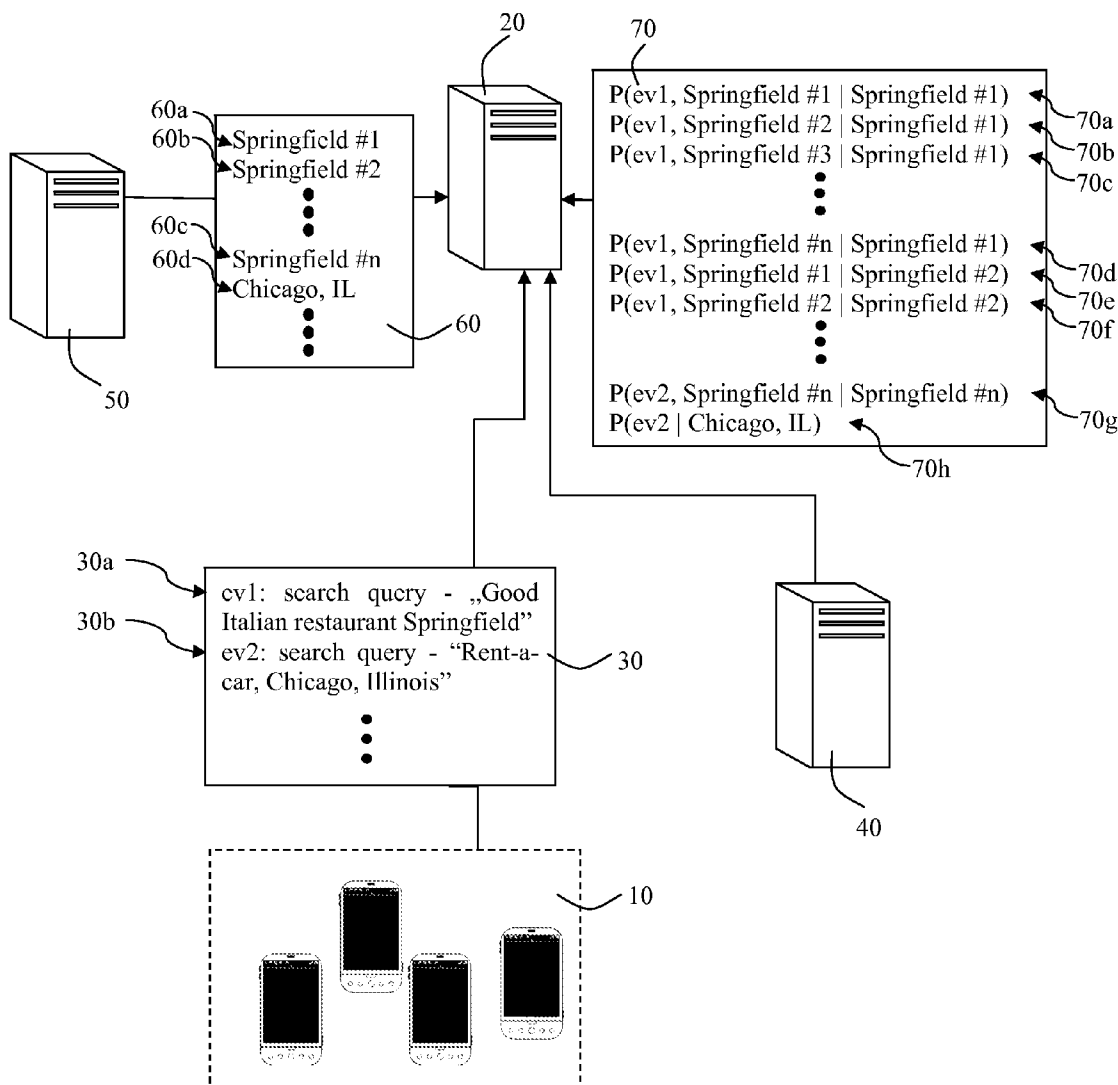 20
70
60a
60b
Springfield #1
Springfield #2
60c
60d
Springfield #n
Chicago, IL
60
50
P(ev1, Springfield #1 | Springfield #1)
70a
P(ev1, Springfield #2 | Springfield #1)
70b
P(ev1, Springfield #3 | Springfield #1)
70c
P(ev1, Springfield #n | Springfield #1)
70d
P(ev1, Springfield #1 | Springfield #2)
70e
P(ev1, Springfield #2 | Springfield #2)
70f
P(ev2, Springfield #n | Springfield #n)
70g
P(ev2 | Chicago, IL)
70h
30a
30b
ev1: search query - „Good
Italian restaurant Springfield”
ev2: search query - “Rent-a-
car, Chicago, Illinois”
30
40
10